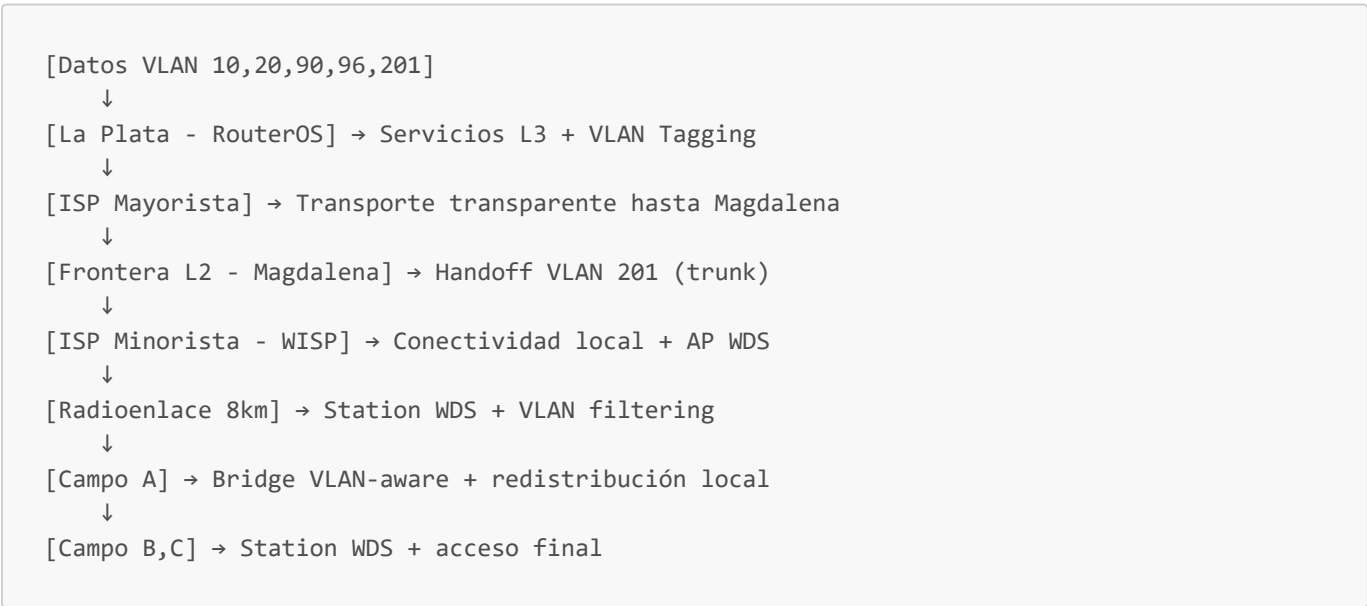 [Datos VLAN 10,20,90,96,201]
↓
[La Plata - RouterOS] → Servicios L3 + VLAN Tagging
↓
[ISP Mayorista] → Transporte transparente hasta Magdalena
↓
[Frontera L2 - Magdalena] → Handoff VLAN 201 (trunk)
↓
[ISP Minorista - WISP] → Conectividad local + AP WDS
↓
[Radioenlace 8km] → Station WDS + VLAN filtering
↓
[Campo A] → Bridge VLAN-aware + redistribución local
↓
[Campo B,C] → Station WDS + acceso final